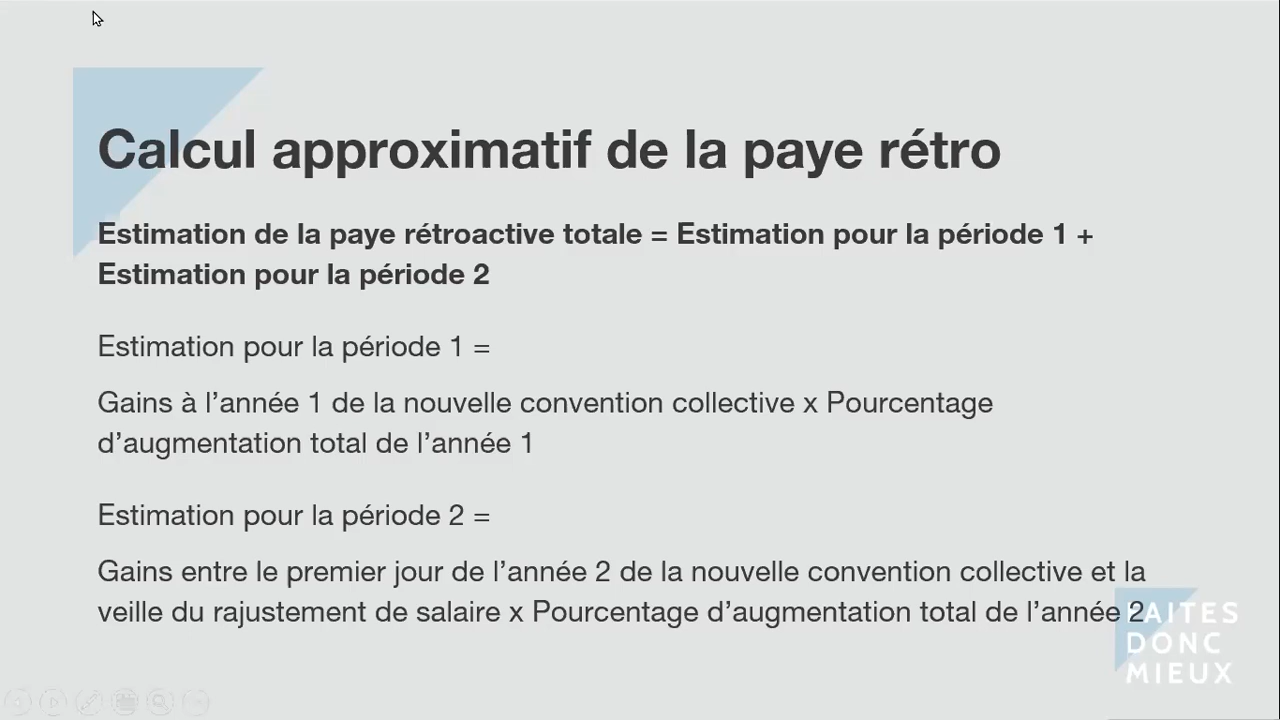 Calcul approximatif de la paye rétro
Estimation de la paye rétroactive totale = Estimation pour la période 1 +
Estimation pour la période 2
Estimation pour la période 1 =
Gains à l’année 1 de la nouvelle convention collective x Pourcentage
d’augmentation total de l’année 1
Estimation pour la période 2 =
Gains entre le premier jour de l’année 2 de la nouvelle convention collective et la
veille du rajustement de salaire x Pourcentage d’augmentation total de l’année 2
FAITES
DONC
MIEUX